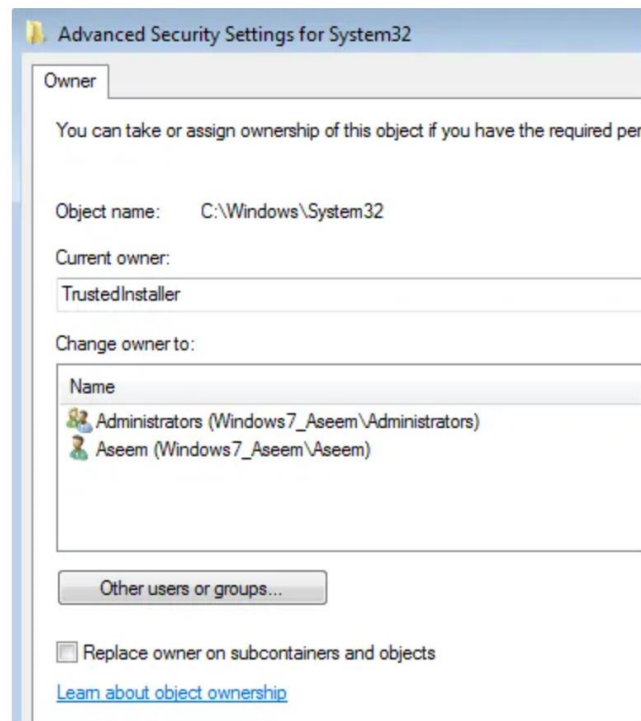 Advanced Security Settings for System32
Owner
You can take or assign ownership of this object if you have the required
Object name: C:\Windows\System32
Current owner:
TrustedInstaller
Change owner to:
Name
Administrators (Windows7_Aseem\Administrators)
Aseem (Windows7_Aseem\Aseem)
Other users or groups...
Replace owner on subcontainers and objects
Learn about object ownership